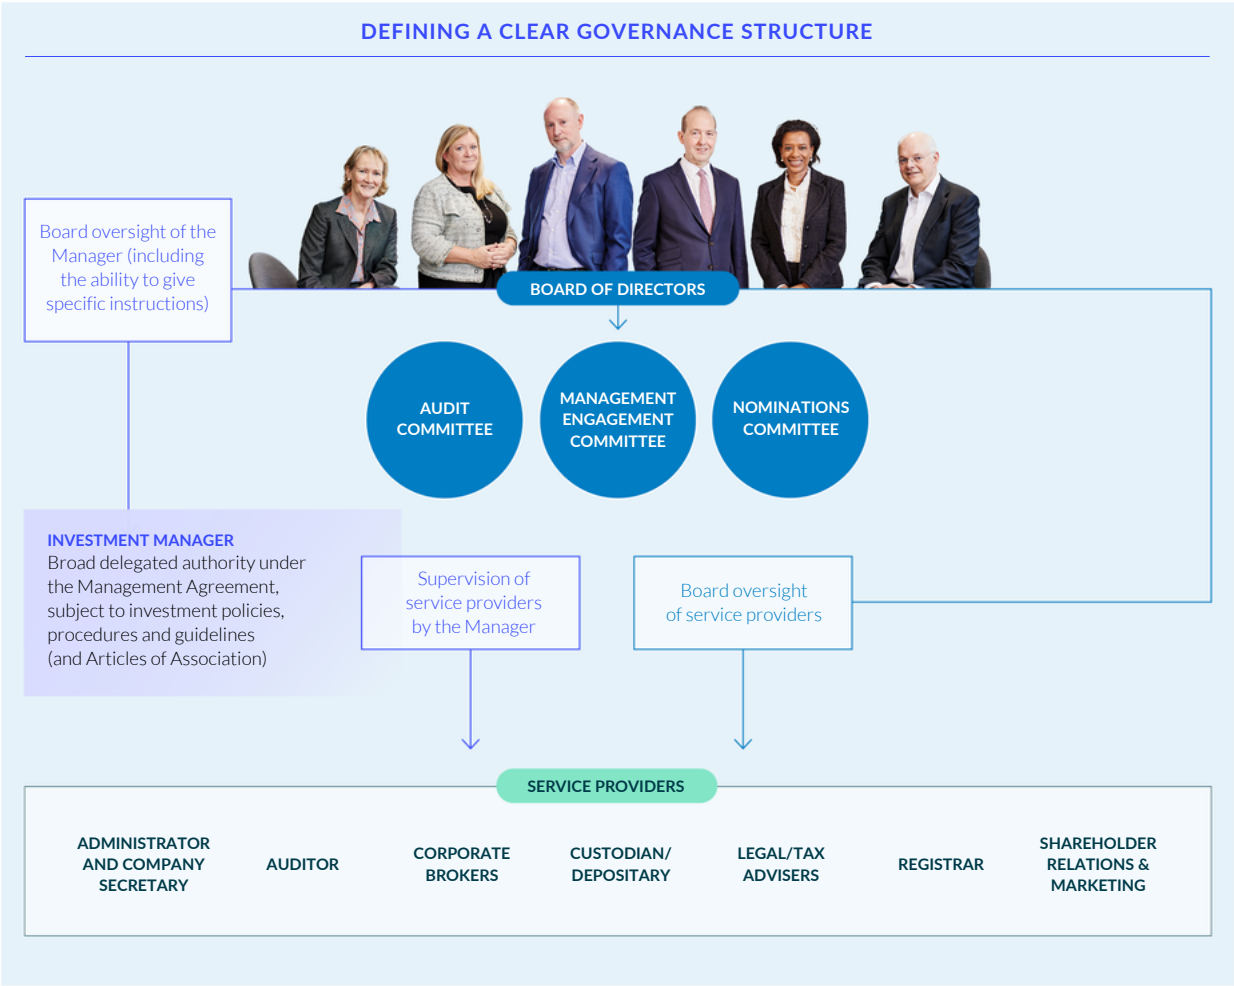 DEFINING A CLEAR GOVERNANCE STRUCTURE
Board oversight of the
Manager (including
the ability to give
specific instructions)
BOARD OF DIRECTORS
AUDIT
COMMITTEE
MANAGEMENT
ENGAGEMENT
COMMITTEE
NOMINATIONS
COMMITTEE
INVESTMENT MANAGER
Broad delegated authority under
the Management Agreement,
subject to investment policies,
procedures and guidelines
(and Articles of Association)
Supervision of
service providers
by the Manager
Board oversight
of service providers
SERVICE PROVIDERS
ADMINISTRATOR
AND COMPANY
SECRETARY
AUDITOR
CORPORATE
BROKERS
CUSTODIAN/
DEPOSITARY
LEGAL/TAX
ADVISERS
REGISTRAR
SHAREHOLDER
RELATIONS &
MARKETING